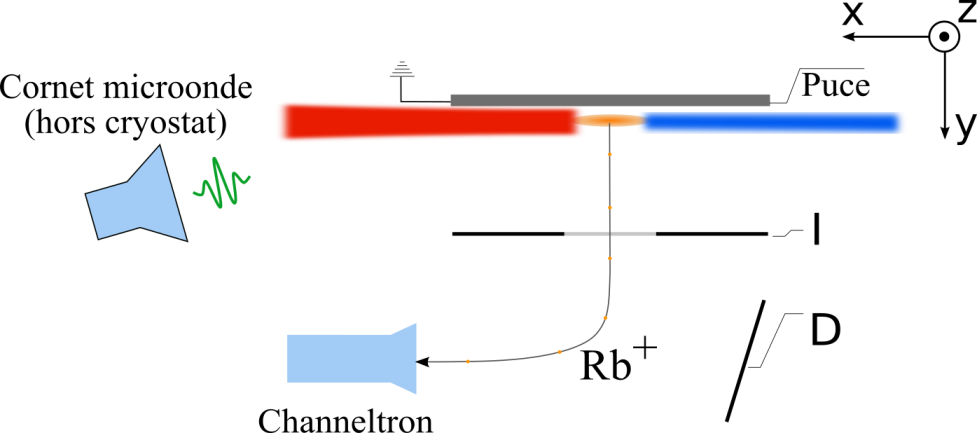 x
z
Cornet microonde
(hors cryostat)
Puce
y
I
D
Rb+
Channeltron